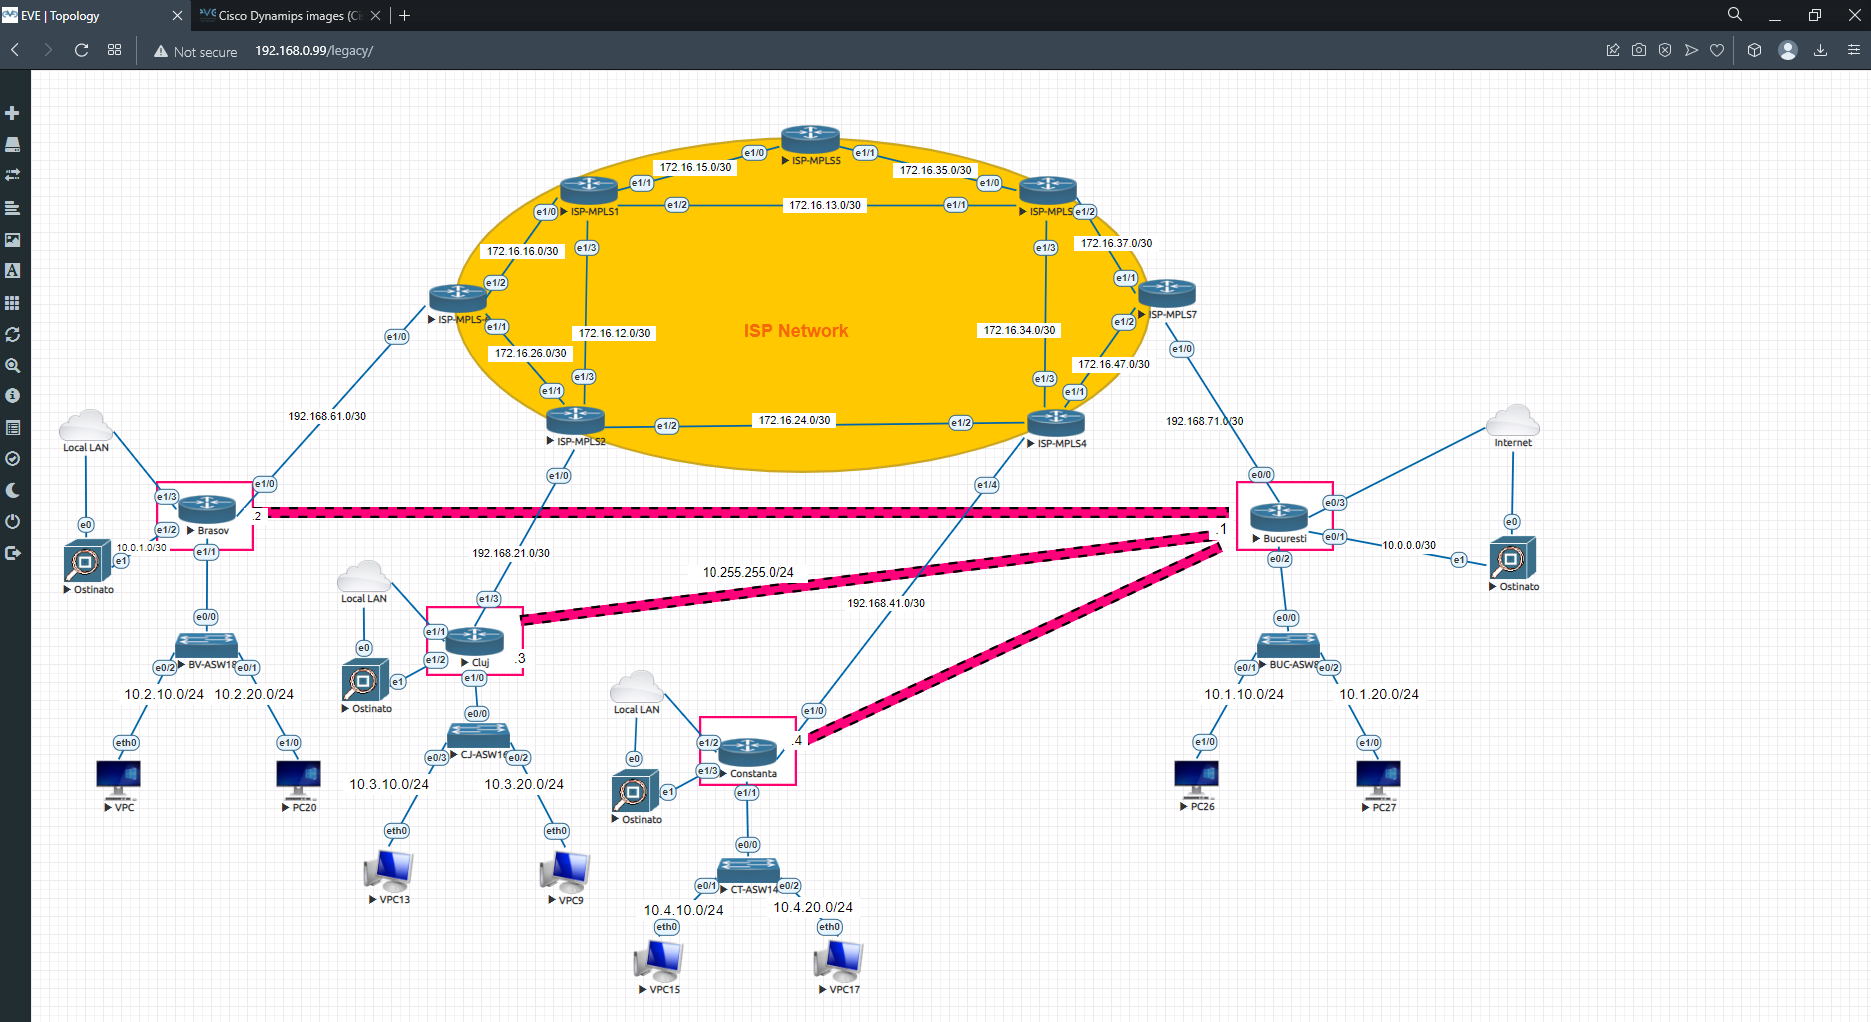 EVE | Topology
Cisco Dynamips images (Ci
Not secure
192.168.0.99/legacy/
ISP-MPLS5
e1/0
e1/1
172.16.15.0/30
172.16.35.0/30
e1/1
e1/0
ISP-MPLS1
e1/0
e1/2
172.16.13.0/30
e1/1
ISP-MPLS
e1/2
e1/3
e1/3
172.16.16.0/30
172.16.37.0/30
e1/2
e1/1
ISP-MPLS-
ISP-MPLS7
e1/0
e1/1
172.16.12.0/30
ISP Network
172.16.34.0/30
e1/2
e1/0
172.16.26.0/30
172.16.47.0/30
e1/1
e1/3
e1/3
e1/1
192.168.61.0/30
e1/2
172.16.24.0/30
e1/2
192.168.71.0/30
ISP-MPLS2
ISP-MPLS4
Local LAN
Internet
e1/0
e1/4
e0/0
e1/0
e1/3
Brasov
.2
e0/3
e0
e1/2
.1
Bucuresti
e0/1
e0
10.0.1.0/30
e1
e1/1
192.168.21.0/30
10.0.0.0/30
e1
Ostinato
e0/2
Ostinato
10.255.255.0/24
Local LAN
e1/3
192.168.41.0/30
e0/0
e1/1
e0/0
e0
BV-ASW18
e0/2
e0/1
e1/2
Cluj
.3
BUC-ASW8
e0/1
e0/2
e1
e1/0
10.2.10.0/24
10.2.20.0/24
10.1.10.0/24
10.1.20.0/24
Ostinato
Local LAN
e0/0
e1/0
eth0
e1/0
e1/2
.4
e1/0
e1/0
e0/3
CJ-ASW16
e0/2
e0
e1/3
Constanta
10.3.10.0/24
10.3.20.0/24
e1
e1/1
VPC
PC20
PC26
PC27
Ostinato
eth0
eth0
e0/0
e0/1
CT-ASW14
e0/2
VPC13
VPC9
10.4.10.0/24
10.4.20.0/24
eth0
eth0
VPC15
VPC17